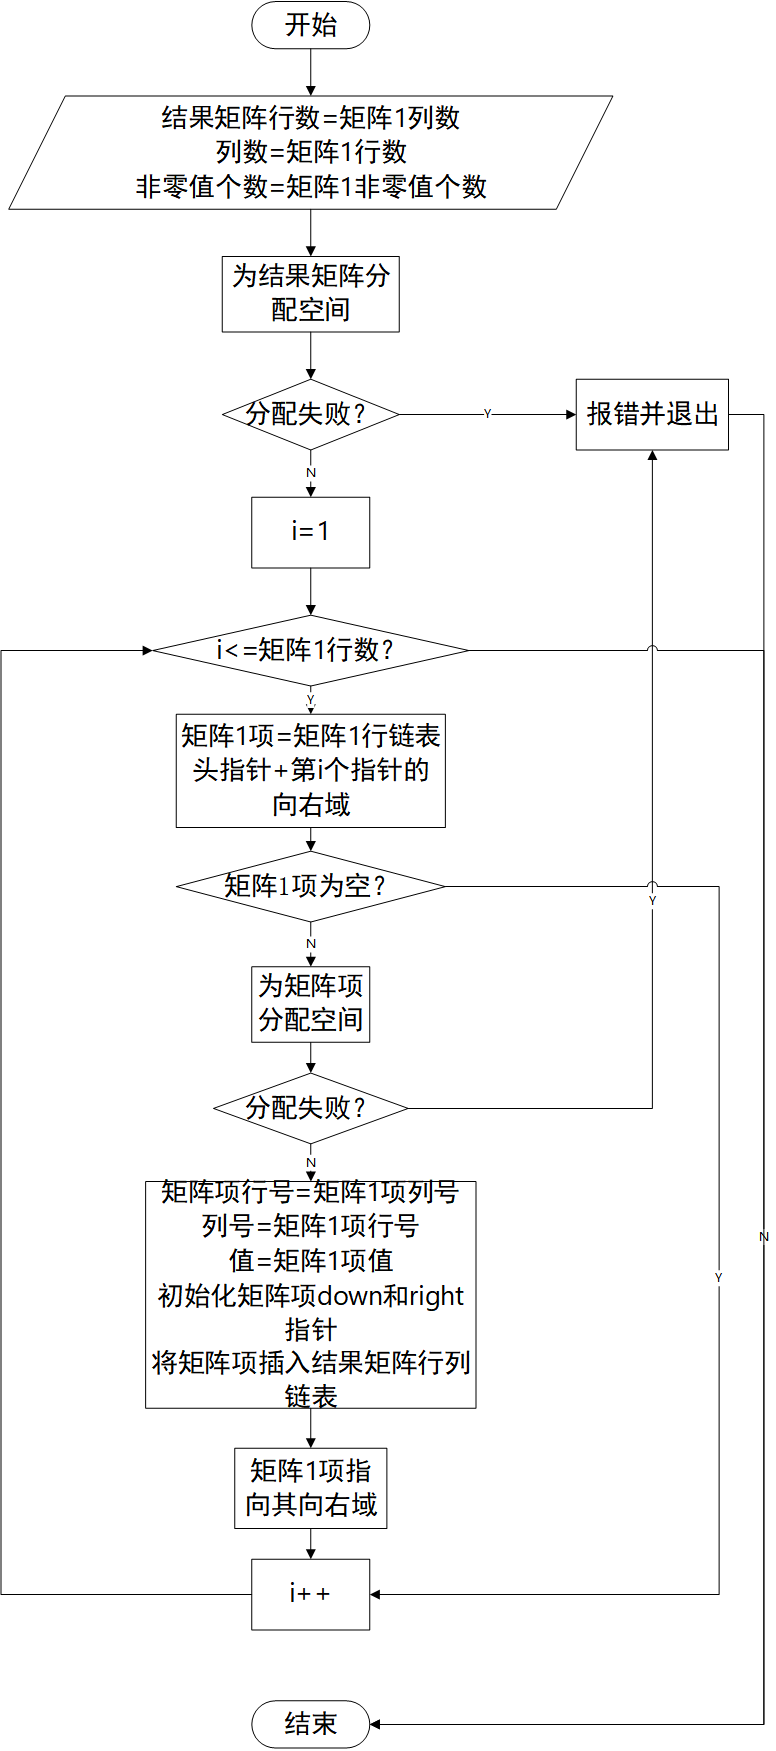 开始
结果矩阵行数=矩阵1列数
列数=矩阵1行数
非零值个数=矩阵1非零值个数
为结果矩阵分
配空间
分配失败？
Y
报错并退出
N
i=1
i<=矩阵1行数？
Y
矩阵1项=矩阵1行链表
头指针+第i个指针的
向右域
矩阵1项为空？
Y
N
为矩阵项
分配空间
分配失败？
N
矩阵项行号=矩阵1项列号
列号=矩阵1项行号
值=矩阵1项值
初始化矩阵项down和right
指针
将矩阵项插入结果矩阵行列
链表
N
Y
矩阵1项指
向其向右域
i++
结束